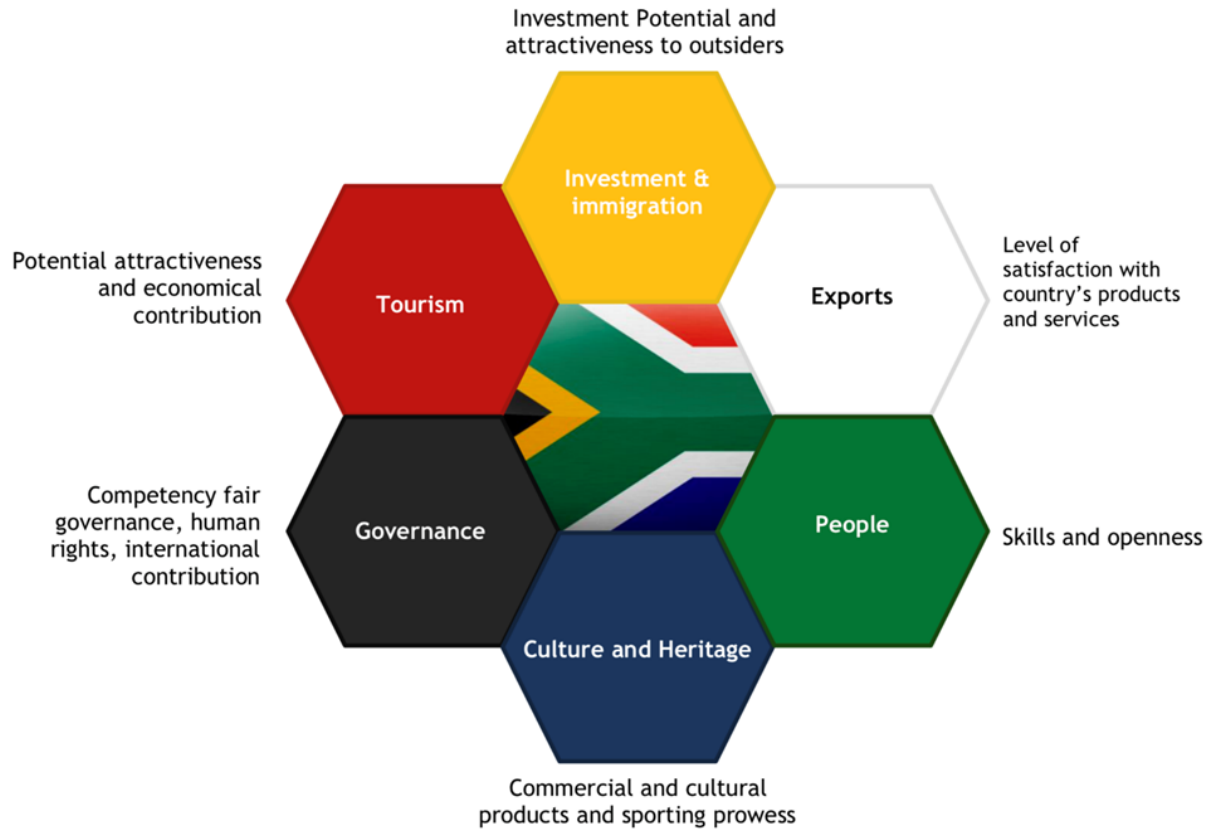 Investment Potential and
attractiveness to outsiders
Investment &
immigration
Potential attractiveness
and economical
contribution
Tourism
Exports
Level of
satisfaction with
country's products
and services
Competency fair
governance, human
rights, international
contribution
Governance
People
Skills and openness
Culture and Heritage
Commercial and cultural
products and sporting prowess